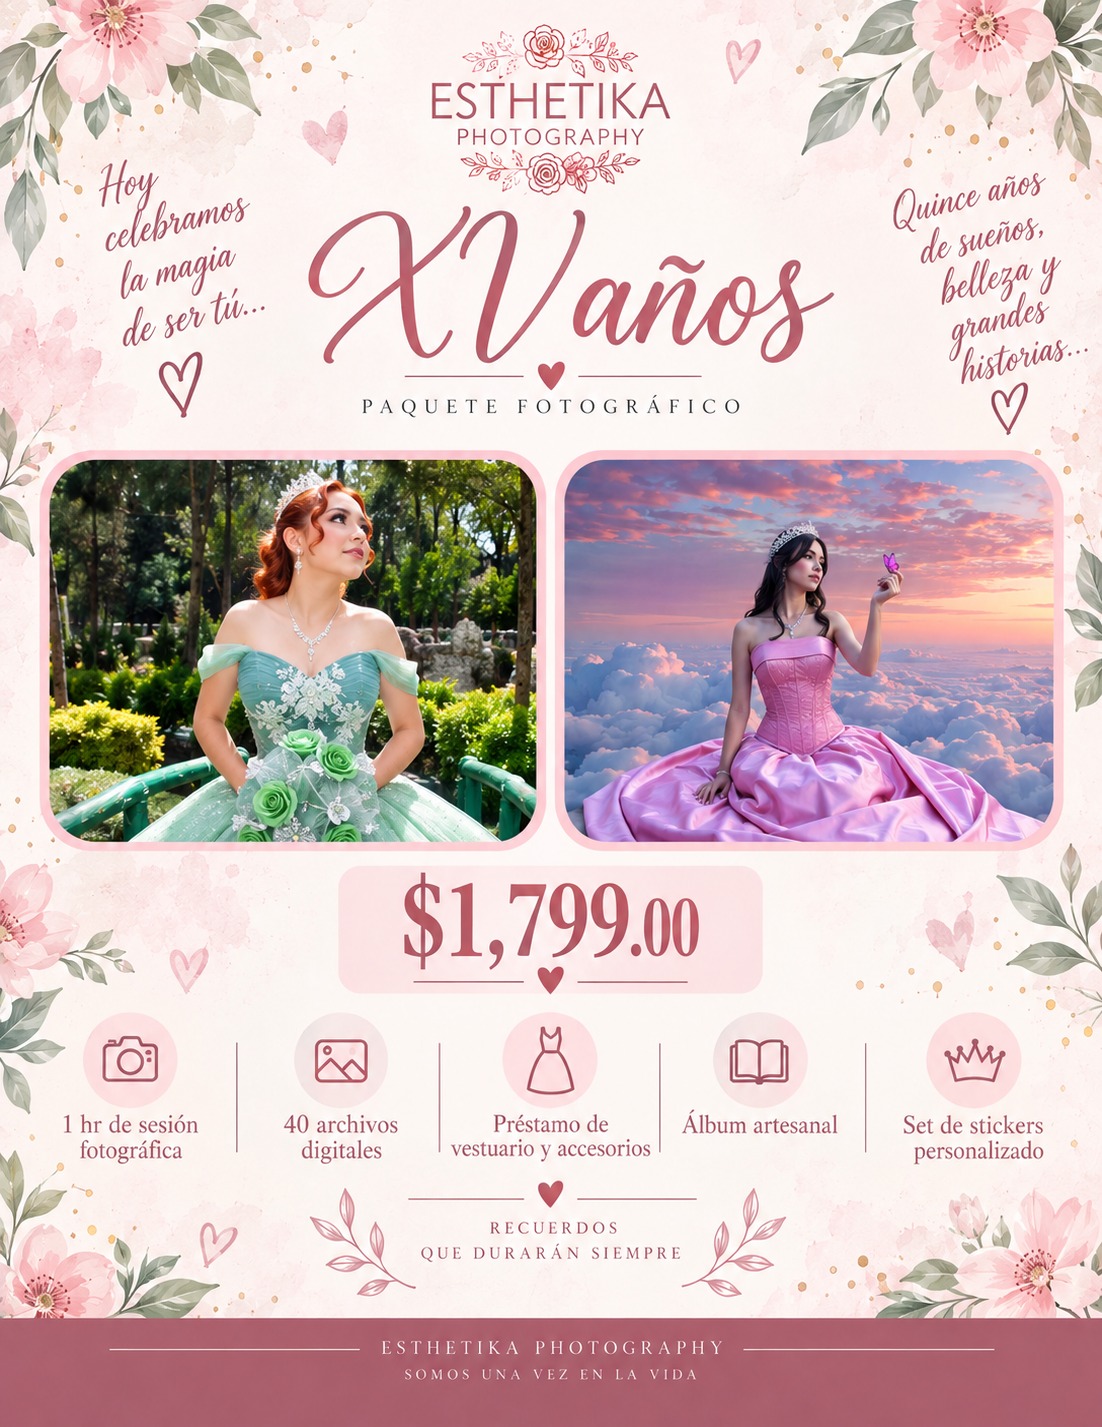 ESTHETIKA
PHOTOGRAPHY
Hoy
celebramos
la magia
de ser tú...
Quince años
de sueños,
belleza y
grandes
historias...
XV años
PAQUETE FOTOGRÁFICO
$1,799.00
1 hr de sesión
fotográfica
40 archivos
digitales
Préstamo de
vestuario y accesorios
Álbum artesanal
Set de stickers
personalizado
RECUERDOS
QUE DURARÁN SIEMPRE
ESTHETIKA PHOTOGRAPHY
SOMOS UNA VEZ EN LA VIDA